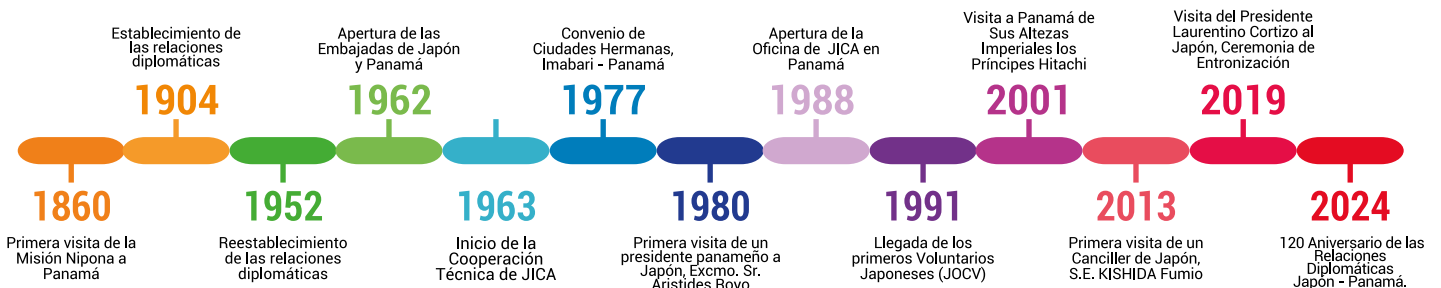 1860
Primera visita de la
Misión Nipona a
Panamá
Establecimiento de
las relaciones
diplomáticas
1904
1952
Reestablecimiento
de las relaciones
diplomáticas
Apertura de las
Embajadas de Japón
y Panamá
1962
1963
Inicio de la
Cooperación
Técnica de JICA
Convenio de
Ciudades Hermanas,
Imabari - Panamá
1977
1980
Primera visita de un
presidente panameño a
Japón, Excmo. Sr.
Aristides Royo
Apertura de la
Oficina de JICA en
Panamá
1988
1991
Llegada de los
primeros Voluntarios
Japoneses (JOCV)
Visita a Panamá de
Sus Altezas
Imperiales los
Príncipes Hitachi
2001
2013
Primera visita de un
Canciller de Japón,
S.E. KISHIDA Fumio
Visita del Presidente
Laurentino Cortizo al
Japón, Ceremonia de
Entronización
2019
2024
120 Aniversario de las
Relaciones
Diplomáticas
Japón - Panamá.